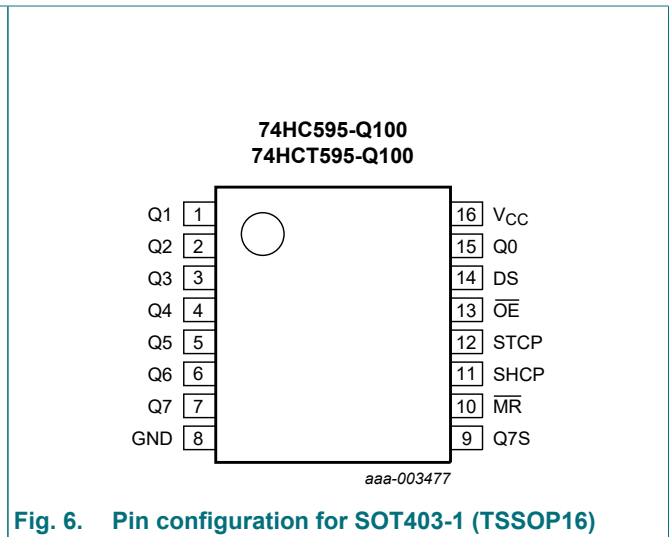 74HC595-Q100
74HCT595-Q100
Q1 1 16 VCC
Q2 2 15 Q0
Q3 3 14 DS
Q4 4 13 O̅E̅
Q5 5 12 STCP
Q6 6 11 SHCP
Q7 7 10 M̅R̅
GND 8 9 Q7S
aaa-003477
Fig. 6. Pin configuration for SOT403-1 (TSSOP16)